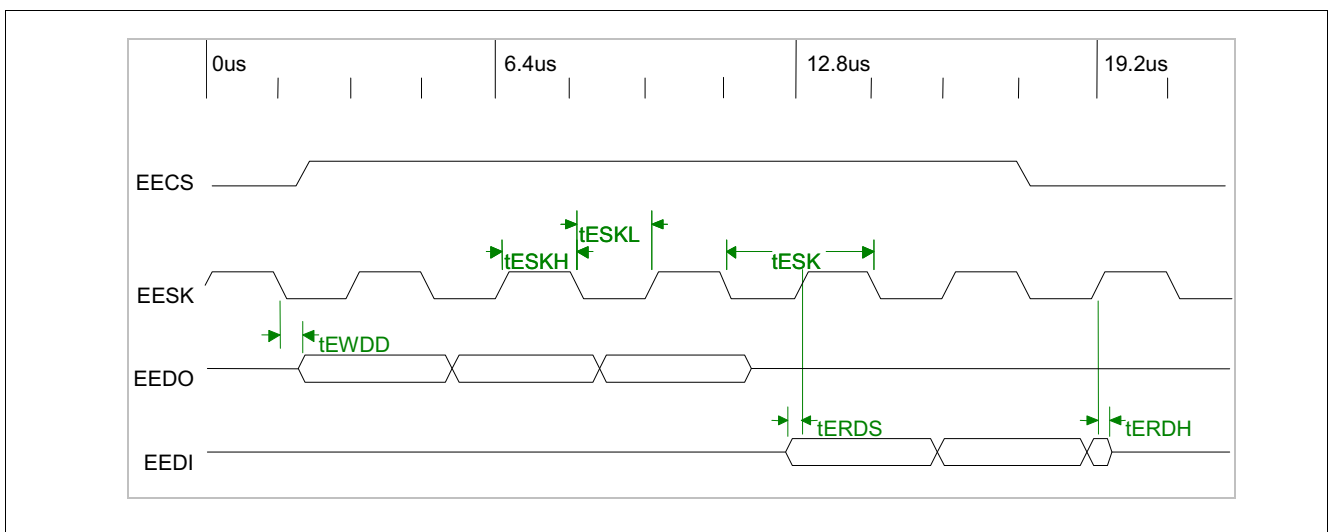 0us 6.4us 12.8us 19.2us
EECS
tESKL
tESKH tESK
EESK
tEWDD
EEDO
tERDS tERDH
EEDI